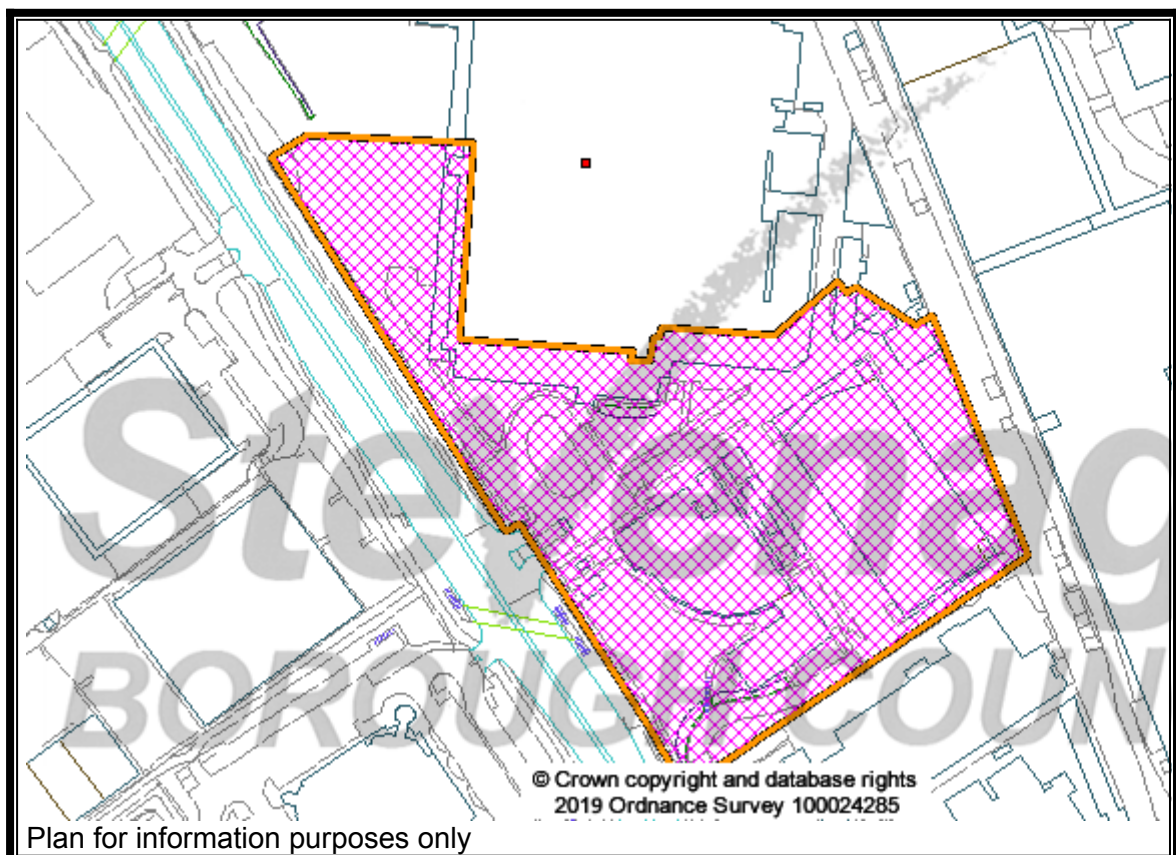 Stevenag
BOROUGH COUN
© Crown copyright and database rights
2019 Ordnance Survey 100024285
Plan for information purposes only